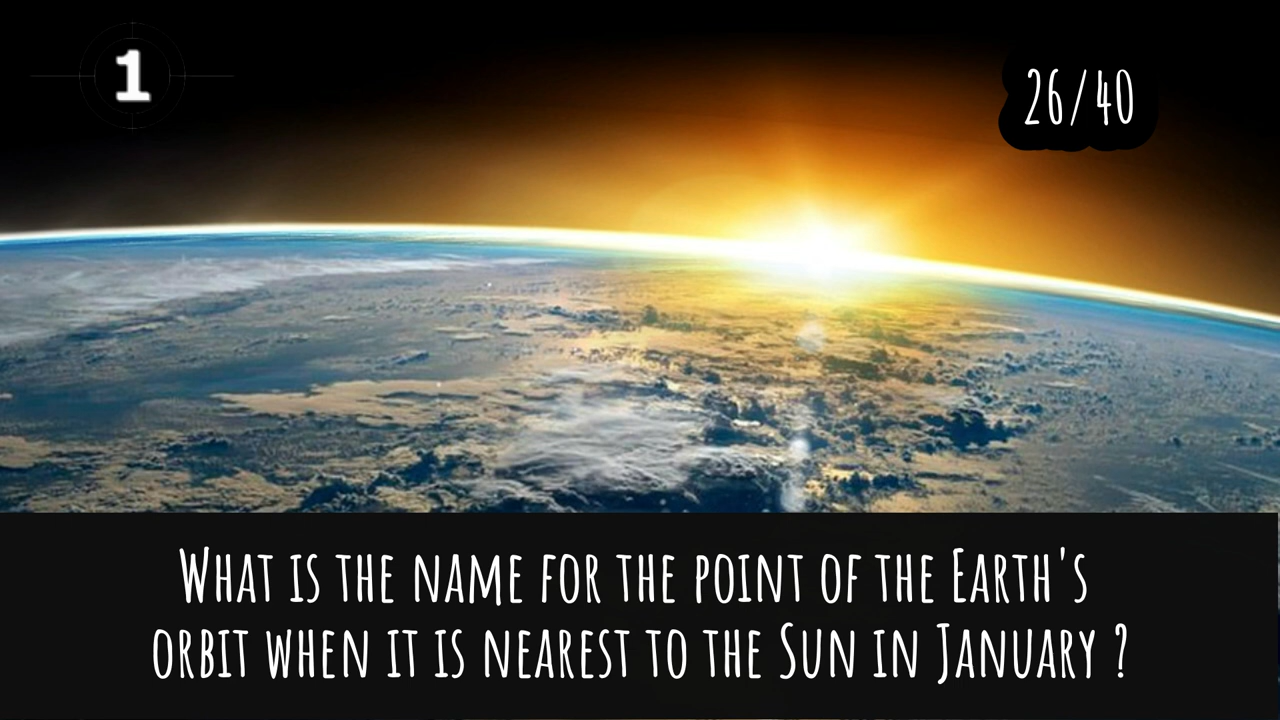 1
26/40
What is the name for the point of the Earth's
orbit when it is nearest to the Sun in January ?